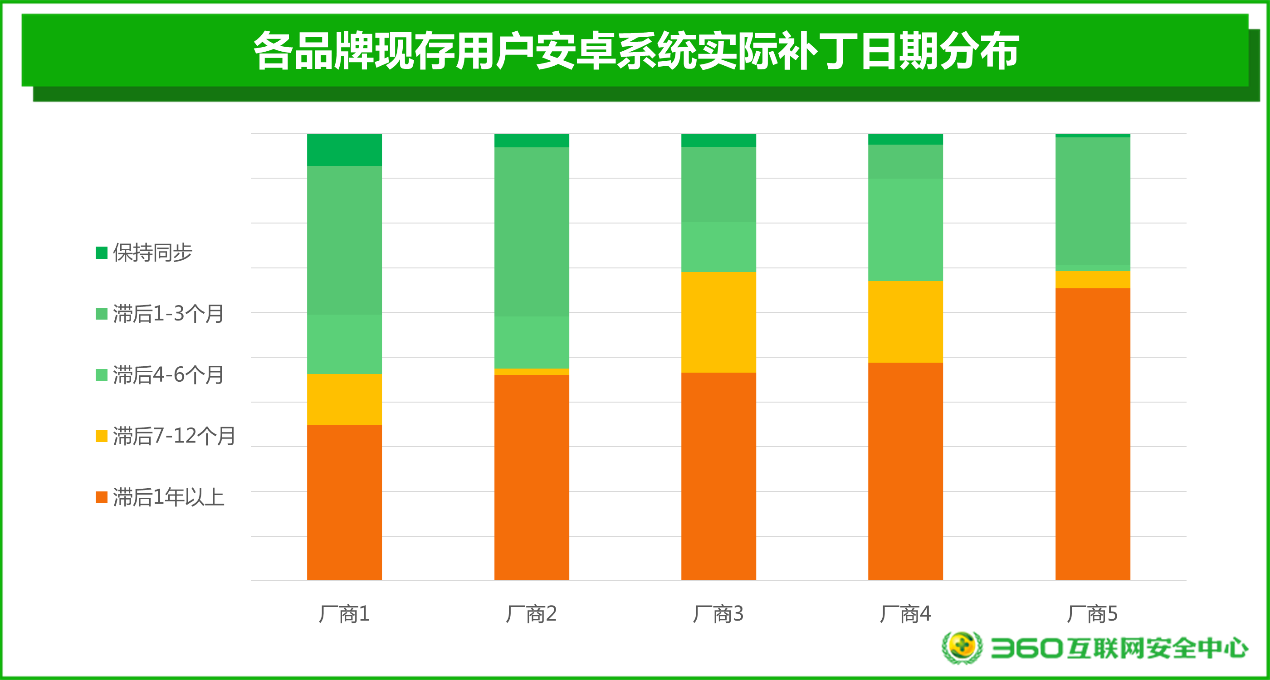 各品牌现存用户安卓系统实际补丁日期分布
保持同步
滞后1-3个月
滞后4-6个月
滞后7-12个月
滞后1年以上
厂商1 厂商2 厂商3 厂商4 厂商5
360互联网安全中心